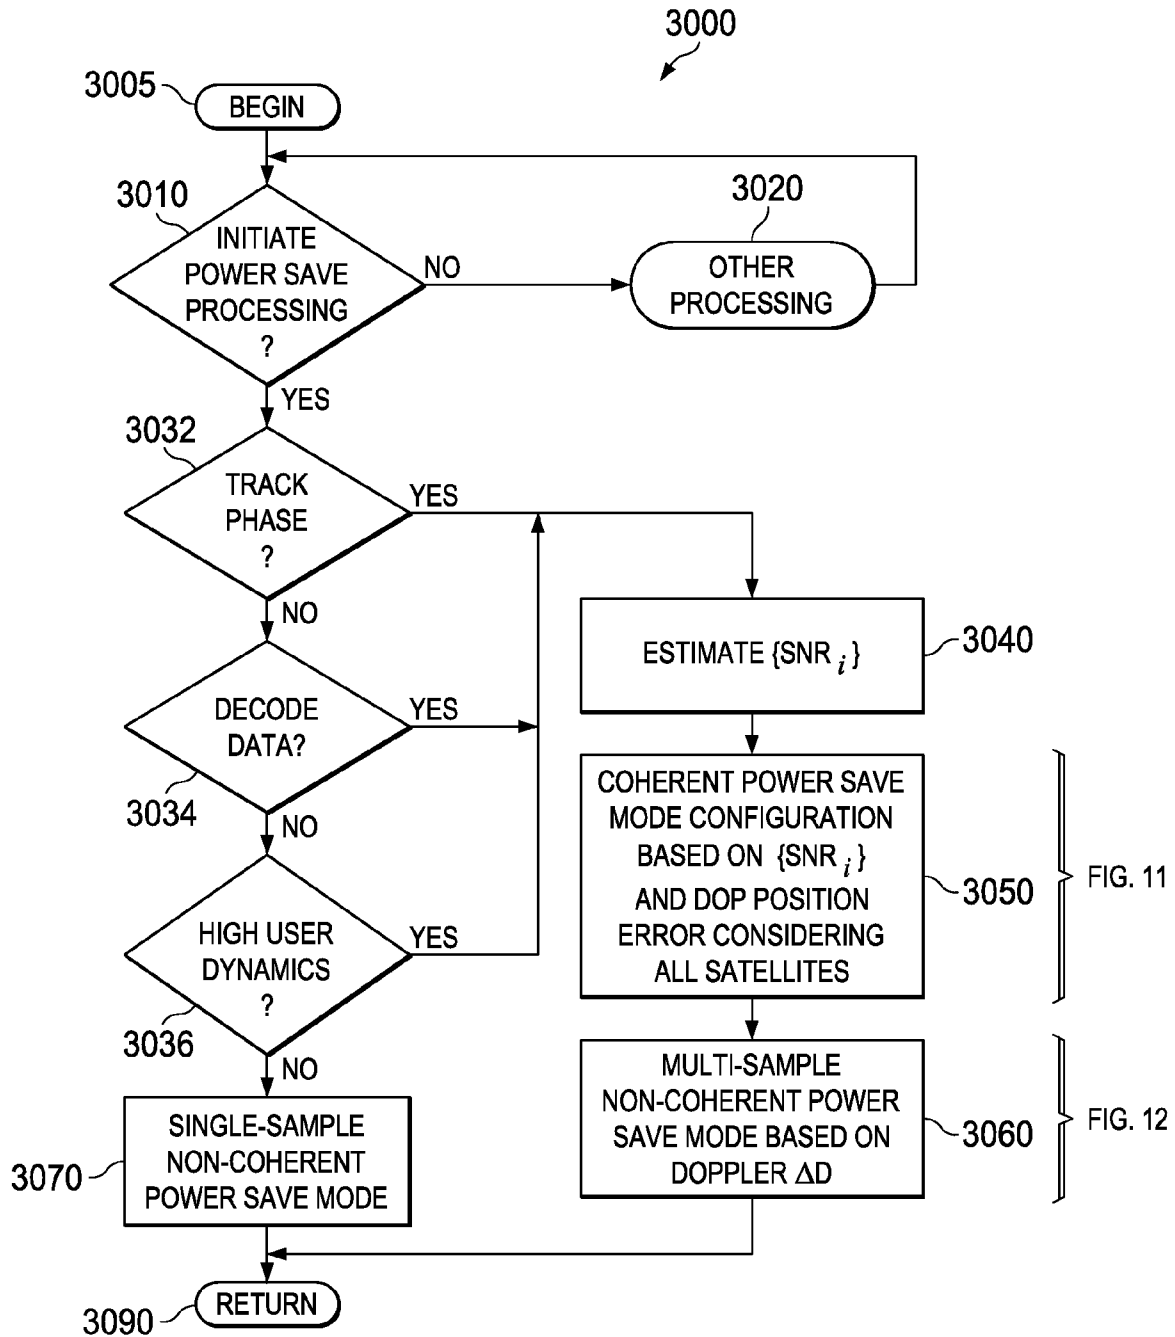 3000
3005
BEGIN
3010
INITIATE
POWER SAVE
PROCESSING
?
NO
3020
OTHER
PROCESSING
YES
3032
TRACK
PHASE
?
YES
NO
3040
ESTIMATE {SNR i}
DECODE
DATA?
YES
3034
NO
COHERENT POWER SAVE
MODE CONFIGURATION
BASED ON {SNR i}
AND DOP POSITION
ERROR CONSIDERING
ALL SATELLITES
3050
FIG. 11
HIGH USER
DYNAMICS
?
YES
3036
NO
MULTI-SAMPLE
NON-COHERENT POWER
SAVE MODE BASED ON
DOPPLER ΔD
3060
FIG. 12
SINGLE-SAMPLE
NON-COHERENT
POWER SAVE MODE
3070
RETURN
3090